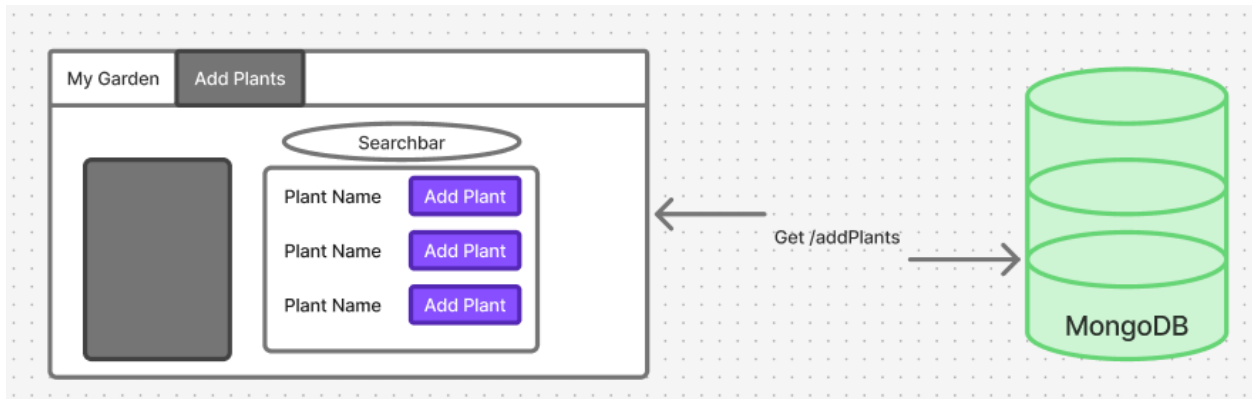 My Garden
Add Plants
Searchbar
Plant Name
Add Plant
Plant Name
Add Plant
Plant Name
Add Plant
Get /addPlants
MongoDB